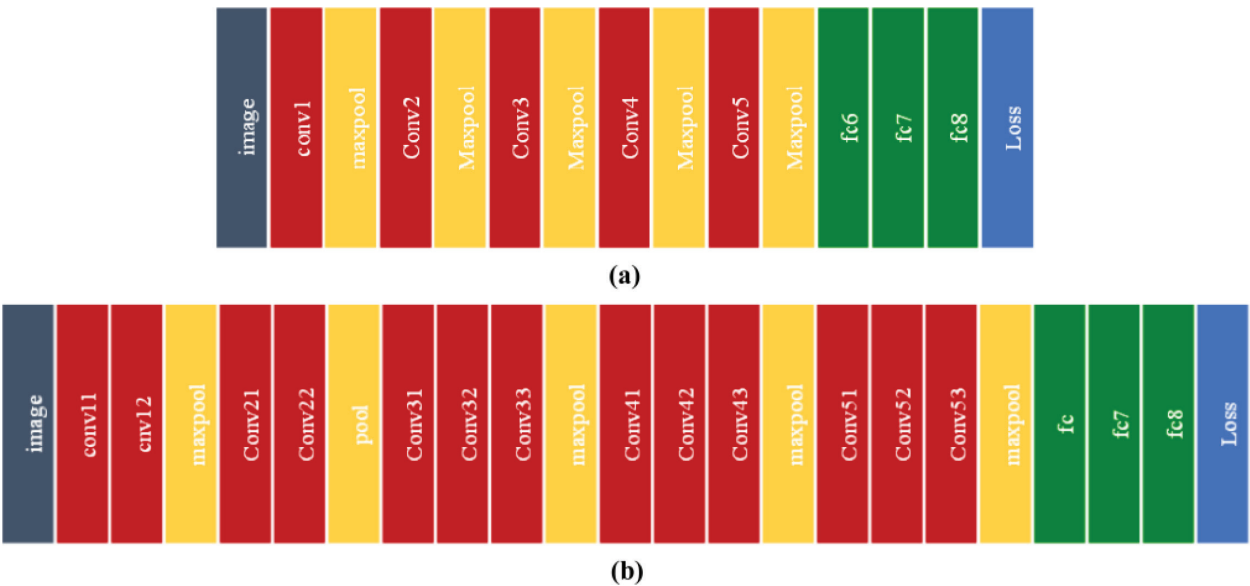 image
conv1
maxpool
Conv2
Maxpool
Conv3
Maxpool
Conv4
Maxpool
Conv5
Maxpool
fc6
fc7
fc8
Loss
(a)
image
conv11
cnv12
maxpool
Conv21
Conv22
pool
Conv31
Conv32
Conv33
maxpool
Conv41
Conv42
Conv43
maxpool
Conv51
Conv52
Conv53
maxpool
fc
fc7
fc8
Loss
(b)